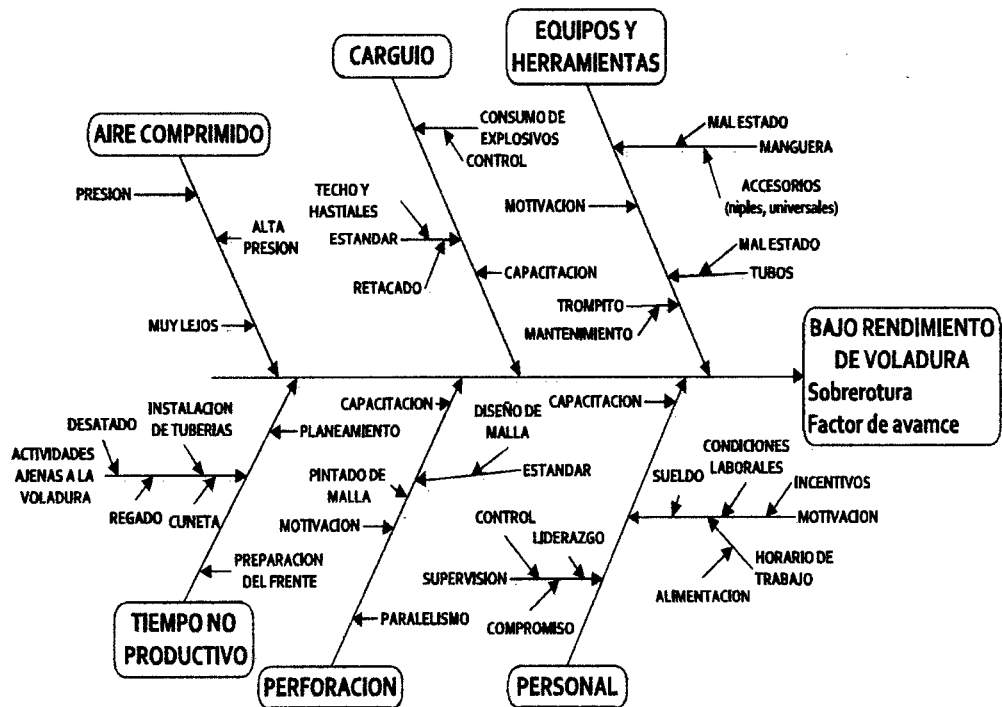 EQUIPOS Y
HERRAMIENTAS
CARGUIO
AIRE COMPRIMIDO
CONSUMO DE
EXPLOSIVOS
CONTROL
MAL ESTADO
MANGUERA
PRESION
TECHO Y
HASTIALES
ACCESORIOS
(niples, universales)
MOTIVACION
ALTA
PRESION
ESTANDAR
MAL ESTADO
RETACADO
CAPACITACION
TUBOS
TROMPITO
MUY LEJOS
MANTENIMIENTO
BAJO RENDIMIENTO
DE VOLADURA
Sobrerotura
Factor de avamce
CAPACITACION
DISEÑO DE
MALLA
CAPACITACION
INSTALACION
DE TUBERIAS
DESATADO
PLANEAMIENTO
ACTIVIDADES
AJENAS A LA
VOLADURA
PINTADO DE
MALLA
ESTANDAR
CONDICIONES
LABORALES
SUELDO
INCENTIVOS
REGADO
CUNETA
MOTIVACION
CONTROL
LIDERAZGO
MOTIVACION
PREPARACION
DEL FRENTE
SUPERVISION
HORARIO DE
TRABAJO
ALIMENTACION
COMPROMISO
PARALELISMO
TIEMPO NO
PRODUCTIVO
PERFORACION
PERSONAL